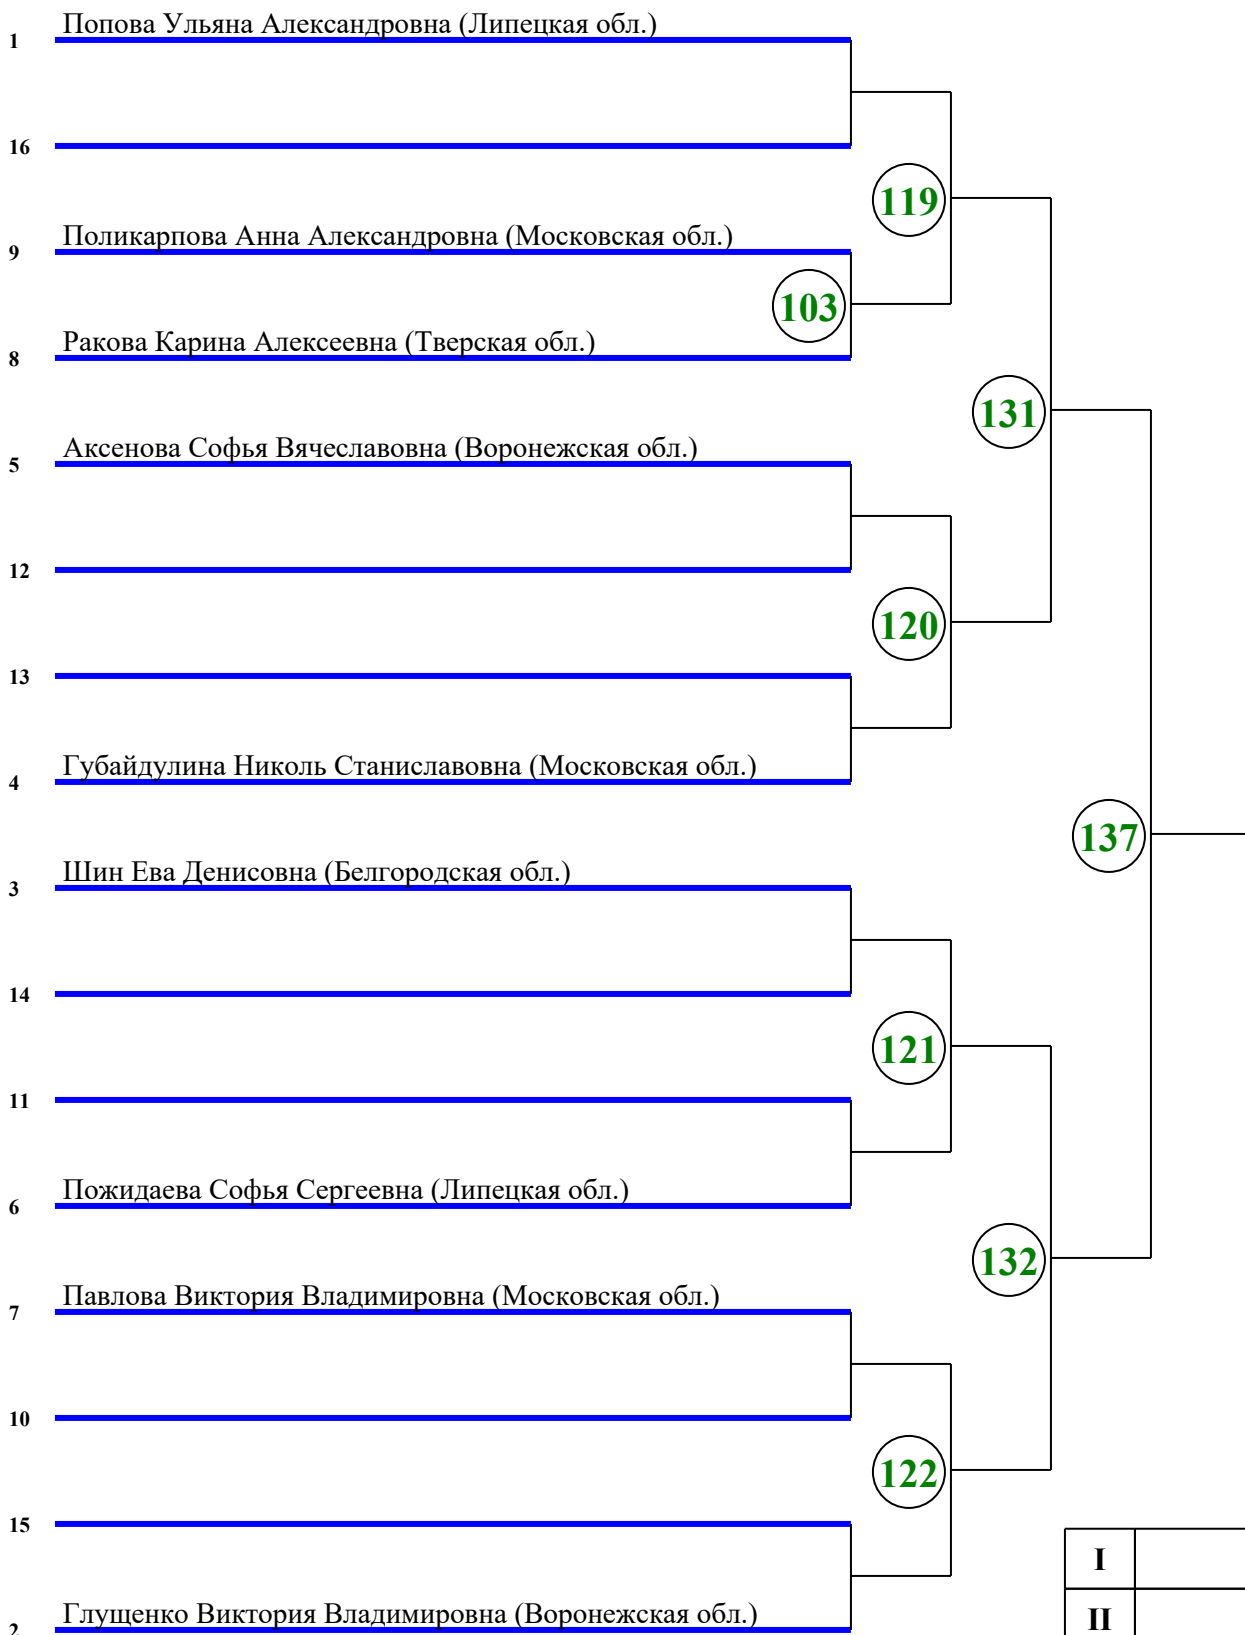 Попова Ульяна Александровна (Липецкая обл.)
1
16
119
Поликарпова Анна Александровна (Московская обл.)
9
103
Ракова Карина Алексеевна (Тверская обл.)
8
131
Аксенова Софья Вячеславовна (Воронежская обл.)
5
12
120
13
Губайдулина Николь Станиславовна (Московская обл.)
4
137
Шин Ева Денисовна (Белгородская обл.)
3
14
121
11
Пожидаева Софья Сергеевна (Липецкая обл.)
6
132
Павлова Виктория Владимировна (Московская обл.)
7
10
122
15
I
Глущенко Виктория Владимировна (Воронежская обл.)
2
II